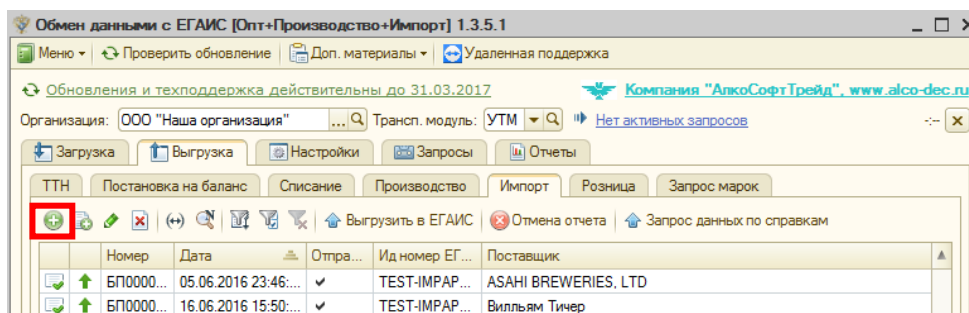 Обмен данными с ЕГАИС [Опт+Производство+Импорт] 1.3.5.1
Меню Проверить обновление Доп. материалы Удаленная поддержка
Обновления и техподдержка действительны до 31.03.2017 Компания "АлкоСофтТрейд", www.alco-dec.ru
Организация: ООО "Наша организация" ... Трансп. модуль: УТМ Нет активных запросов -:--
Загрузка Выгрузка Настройки Запросы Отчеты
ТТН Постановка на баланс Списание Производство Импорт Розница Запрос марок
Выгрузить в ЕГАИС Отмена отчета Запрос данных по справкам
Номер Дата Отпра... Ид номер ЕГ... Поставщик
БП0000... 05.06.2016 23:46:... TEST-IMPAP... ASAHI BREWERIES, LTD
БП0000... 16.06.2016 15:50:... TEST-IMPAP... Вилльям Тичер